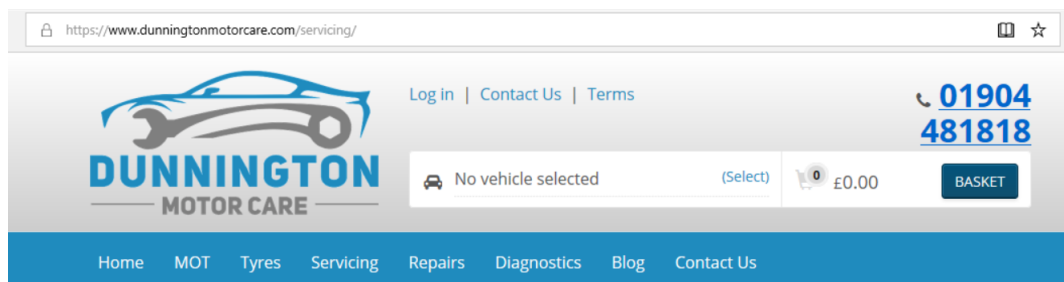 https://www.dunningtonmotorcare.com/servicing/
DUNNINGTON
MOTOR CARE
Log in | Contact Us | Terms
01904
481818
No vehicle selected (Select) 0 £0.00 BASKET
Home MOT Tyres Servicing Repairs Diagnostics Blog Contact Us